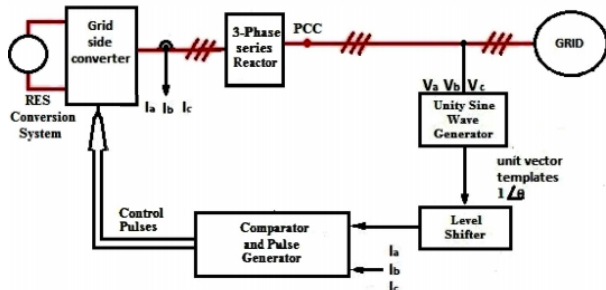 Grid
side
converter
RES
Conversion
System
Ia Ib Ic
3-Phase
series
Reactor
PCC
GRID
Va Vb Vc
Unity Sine
Wave
Generator
unit vector
templates
1∠θ
Level
Shifter
Control
Pulses
Comparator
and Pulse
Generator
Ia
Ib
Ic